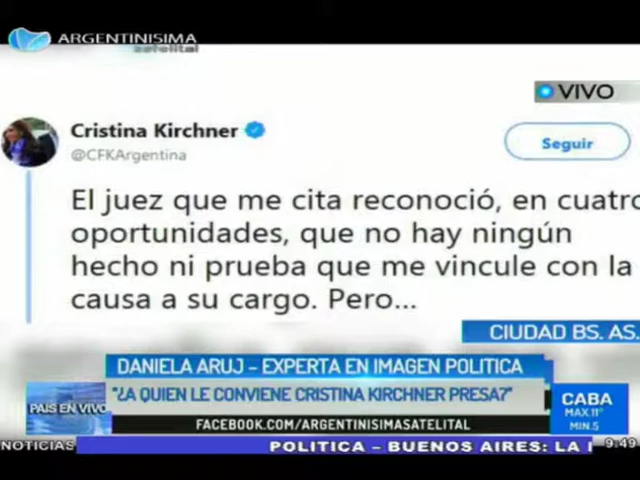 ARGENTINISIMA
satelital
VIVO
Cristina Kirchner
@CFKArgentina
Seguir
El juez que me cita reconoció, en cuatro
oportunidades, que no hay ningún
hecho ni prueba que me vincule con la
causa a su cargo. Pero...
CIUDAD BS. AS.
DANIELA ARUJ – EXPERTA EN IMAGEN POLITICA
"¿A QUIEN LE CONVIENE CRISTINA KIRCHNER PRESA?"
PAIS EN VIVO
FACEBOOK.COM/ARGENTINISIMASATELITAL
CABA
MAX.11°
MIN.5
NOTICIAS
POLITICA – BUENOS AIRES: LA
9:49